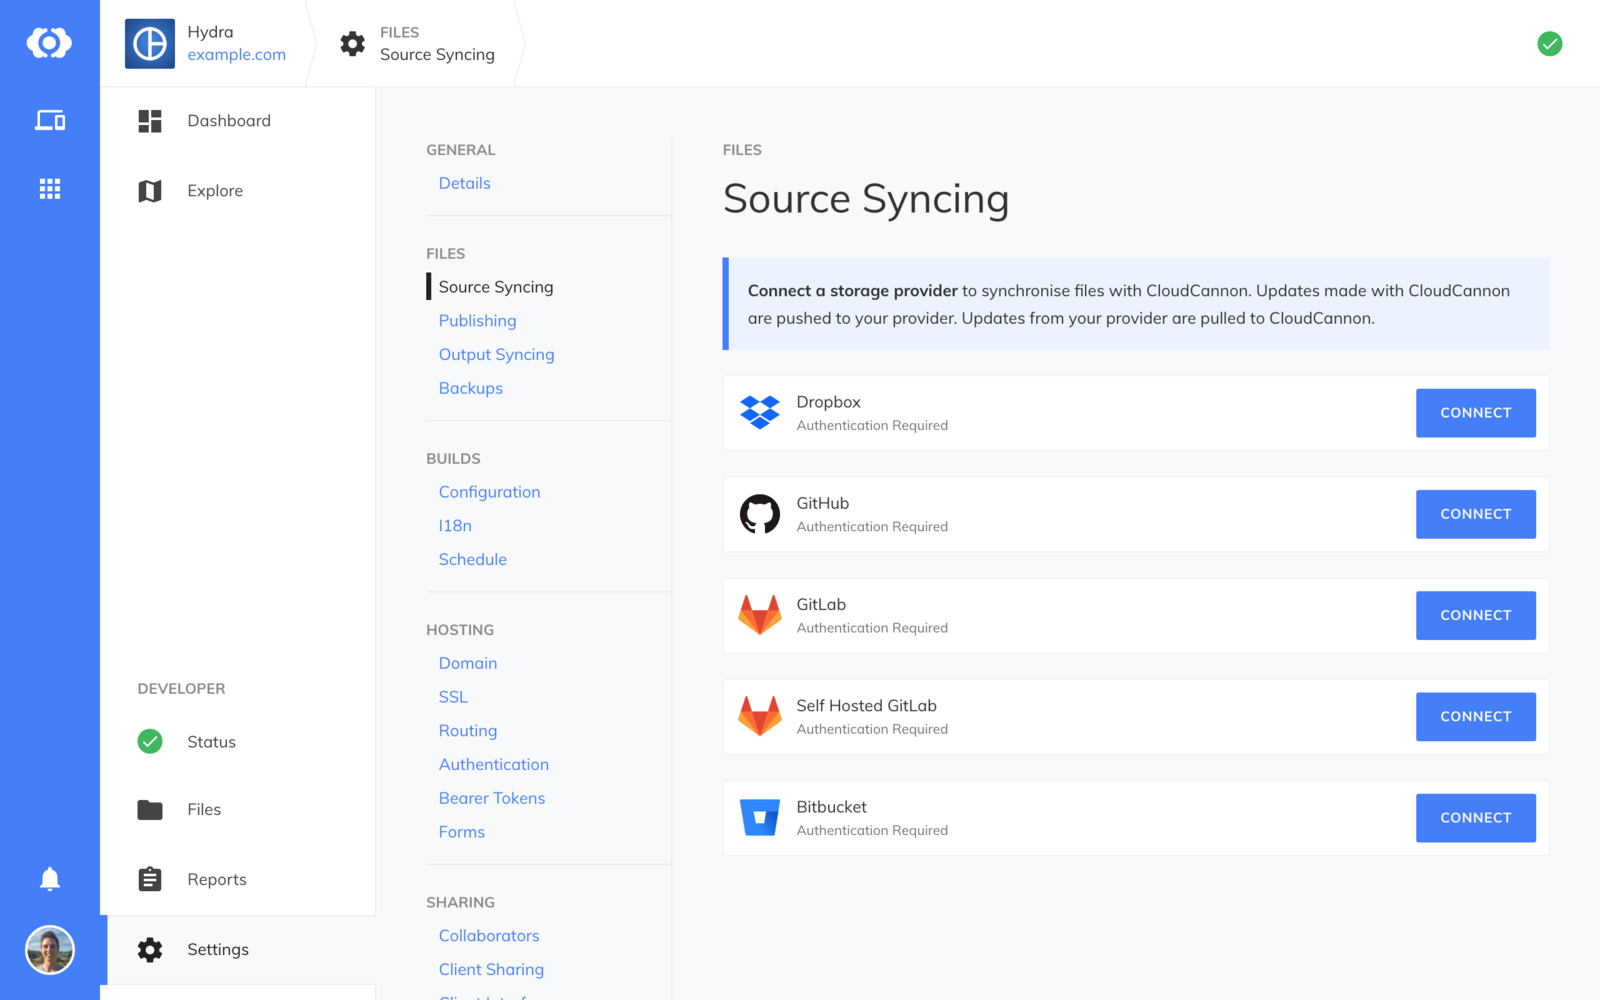 Hydra
example.com
FILES
Source Syncing
Dashboard
Explore
DEVELOPER
Status
Files
Reports
Settings
GENERAL
Details
FILES
Source Syncing
Publishing
Output Syncing
Backups
BUILDS
Configuration
I18n
Schedule
HOSTING
Domain
SSL
Routing
Authentication
Bearer Tokens
Forms
SHARING
Collaborators
Client Sharing
FILES
Source Syncing
Connect a storage provider to synchronise files with CloudCannon. Updates made with CloudCannon
are pushed to your provider. Updates from your provider are pulled to CloudCannon.
Dropbox
Authentication Required
CONNECT
GitHub
Authentication Required
CONNECT
GitLab
Authentication Required
CONNECT
Self Hosted GitLab
Authentication Required
CONNECT
Bitbucket
Authentication Required
CONNECT